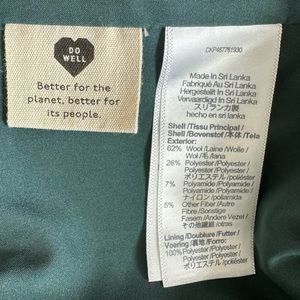 DO
WELL
Better for the
planet, better for
its people.
CKP467781930
Made In Sri Lanka
Fabriqué Au Sri Lanka
Hergestellt In Sri Lanka
Vervaardigd In Sri Lanka
スリランカ製
hecho en sri lanka
Shell /Tissu Principal /
Shell /Bovenstof /本体 /Tela
Exterior:
62% Wool /Laine /Wolle /
Wol /毛 /lana
26% Polyester /Polyester /
Polyester /Polyester /
ポリエステル /poliéster
7% Polyamide /Polyamide /
Polyamide /Polyamide /
ナイロン /poliamida
5% Other Fibre /Autre
Fibre /Sonstige
Fasern /Andere Vezel /
その他繊維 /otras
Lining /Doublure /Futter /
Voering /裏地 /Forro:
100% Polyester /Polyester /
Polyester /Polyester /
ポリエステル /poliéster